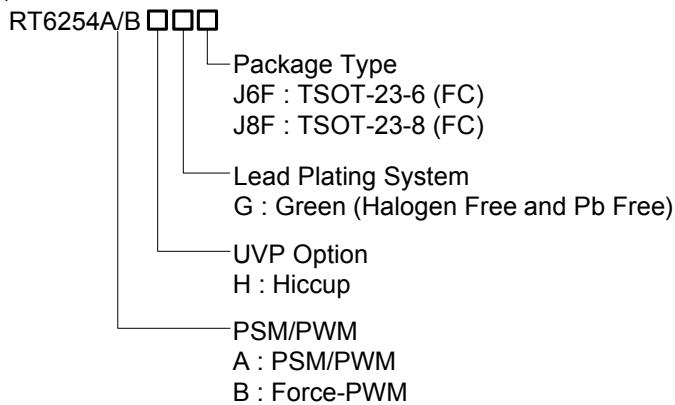 RT6254A/B
Package Type
J6F : TSOT-23-6 (FC)
J8F : TSOT-23-8 (FC)
Lead Plating System
G : Green (Halogen Free and Pb Free)
UVP Option
H : Hiccup
PSM/PWM
A : PSM/PWM
B : Force-PWM